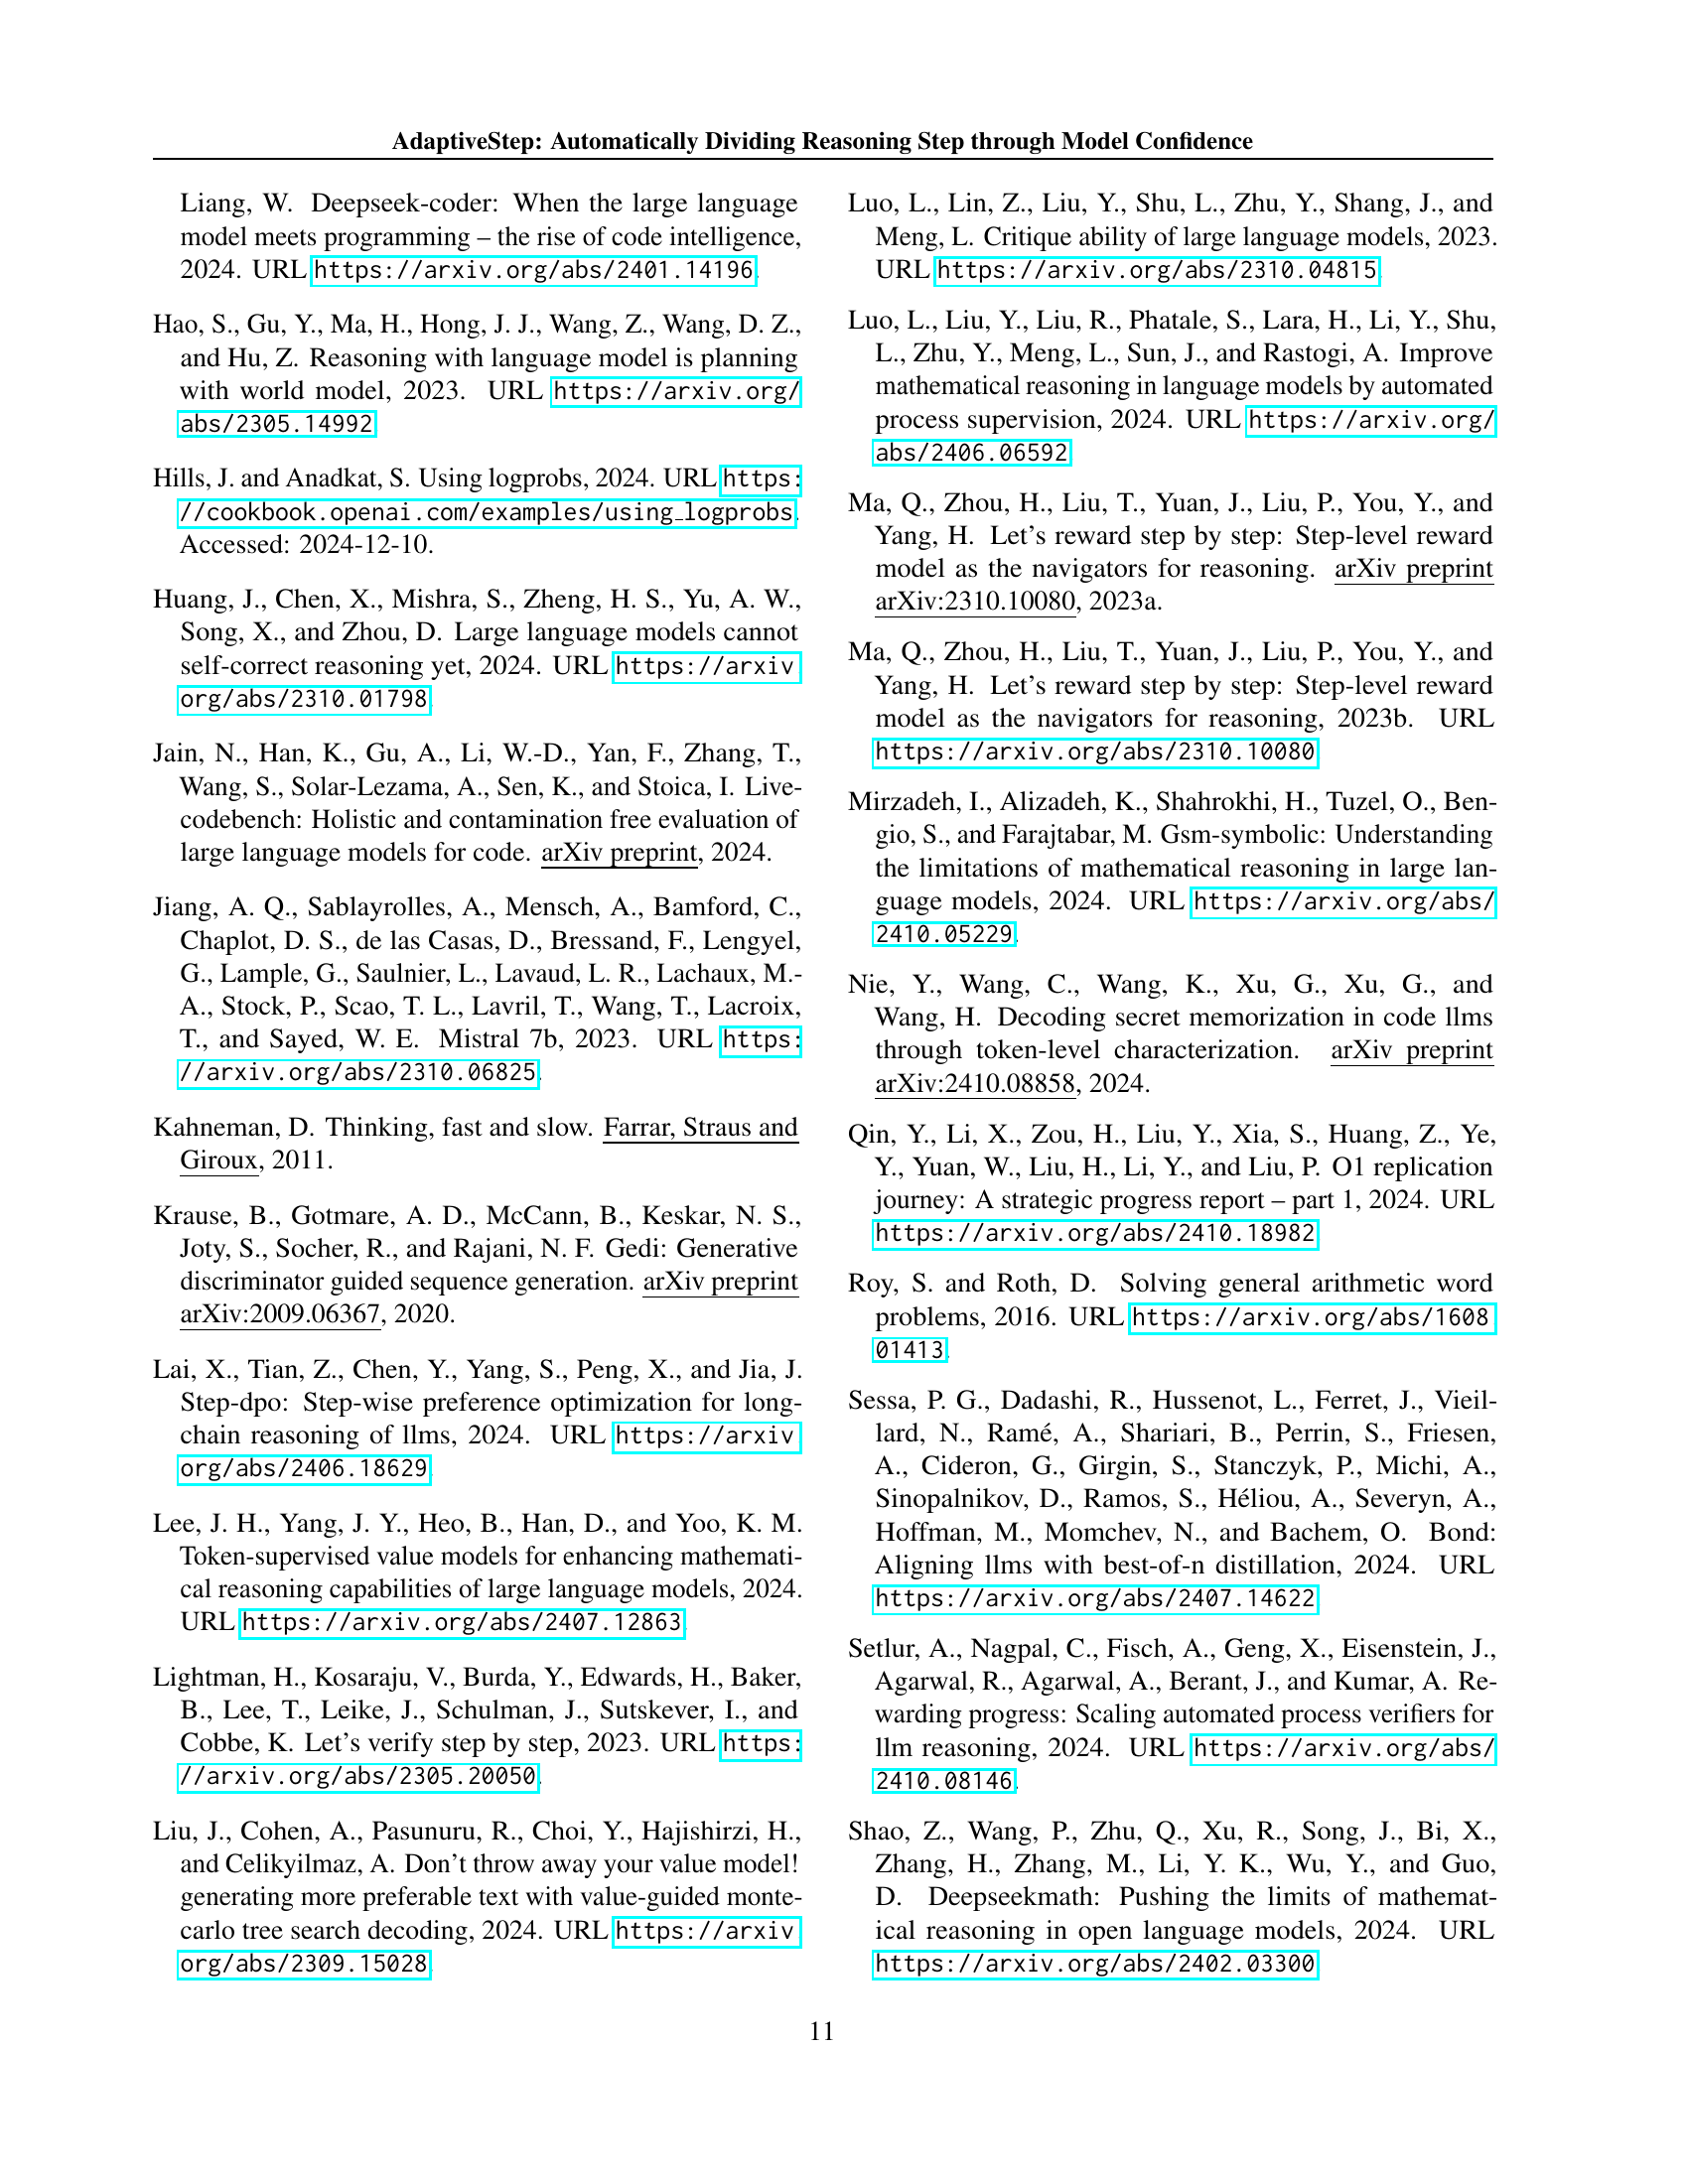 AdaptiveStep: Automatically Dividing Reasoning Step through Model Confidence
Liang, W. Deepseek-coder: When the large language
model meets programming – the rise of code intelligence,
2024. URL https://arxiv.org/abs/2401.14196.
Hao, S., Gu, Y., Ma, H., Hong, J. J., Wang, Z., Wang, D. Z.,
and Hu, Z. Reasoning with language model is planning
with world model, 2023. URL https://arxiv.org/
abs/2305.14992.
Hills, J. and Anadkat, S. Using logprobs, 2024. URL https:
//cookbook.openai.com/examples/using_logprobs.
Accessed: 2024-12-10.
Huang, J., Chen, X., Mishra, S., Zheng, H. S., Yu, A. W.,
Song, X., and Zhou, D. Large language models cannot
self-correct reasoning yet, 2024. URL https://arxiv.
org/abs/2310.01798.
Jain, N., Han, K., Gu, A., Li, W.-D., Yan, F., Zhang, T.,
Wang, S., Solar-Lezama, A., Sen, K., and Stoica, I. Live-
codebench: Holistic and contamination free evaluation of
large language models for code. arXiv preprint, 2024.
Jiang, A. Q., Sablayrolles, A., Mensch, A., Bamford, C.,
Chaplot, D. S., de las Casas, D., Bressand, F., Lengyel,
G., Lample, G., Saulnier, L., Lavaud, L. R., Lachaux, M.-
A., Stock, P., Scao, T. L., Lavril, T., Wang, T., Lacroix,
T., and Sayed, W. E. Mistral 7b, 2023. URL https:
//arxiv.org/abs/2310.06825.
Kahneman, D. Thinking, fast and slow. Farrar, Straus and
Giroux, 2011.
Krause, B., Gotmare, A. D., McCann, B., Keskar, N. S.,
Joty, S., Socher, R., and Rajani, N. F. Gedi: Generative
discriminator guided sequence generation. arXiv preprint
arXiv:2009.06367, 2020.
Lai, X., Tian, Z., Chen, Y., Yang, S., Peng, X., and Jia, J.
Step-dpo: Step-wise preference optimization for long-
chain reasoning of llms, 2024. URL https://arxiv.
org/abs/2406.18629.
Lee, J. H., Yang, J. Y., Heo, B., Han, D., and Yoo, K. M.
Token-supervised value models for enhancing mathemati-
cal reasoning capabilities of large language models, 2024.
URL https://arxiv.org/abs/2407.12863.
Lightman, H., Kosaraju, V., Burda, Y., Edwards, H., Baker,
B., Lee, T., Leike, J., Schulman, J., Sutskever, I., and
Cobbe, K. Let's verify step by step, 2023. URL https:
//arxiv.org/abs/2305.20050.
Liu, J., Cohen, A., Pasunuru, R., Choi, Y., Hajishirzi, H.,
and Celikyilmaz, A. Don't throw away your value model!
generating more preferable text with value-guided monte-
carlo tree search decoding, 2024. URL https://arxiv.
org/abs/2309.15028.
Luo, L., Lin, Z., Liu, Y., Shu, L., Zhu, Y., Shang, J., and
Meng, L. Critique ability of large language models, 2023.
URL https://arxiv.org/abs/2310.04815.
Luo, L., Liu, Y., Liu, R., Phatale, S., Lara, H., Li, Y., Shu,
L., Zhu, Y., Meng, L., Sun, J., and Rastogi, A. Improve
mathematical reasoning in language models by automated
process supervision, 2024. URL https://arxiv.org/
abs/2406.06592.
Ma, Q., Zhou, H., Liu, T., Yuan, J., Liu, P., You, Y., and
Yang, H. Let's reward step by step: Step-level reward
model as the navigators for reasoning. arXiv preprint
arXiv:2310.10080, 2023a.
Ma, Q., Zhou, H., Liu, T., Yuan, J., Liu, P., You, Y., and
Yang, H. Let's reward step by step: Step-level reward
model as the navigators for reasoning, 2023b. URL
https://arxiv.org/abs/2310.10080.
Mirzadeh, I., Alizadeh, K., Shahrokhi, H., Tuzel, O., Ben-
gio, S., and Farajtabar, M. Gsm-symbolic: Understanding
the limitations of mathematical reasoning in large lan-
guage models, 2024. URL https://arxiv.org/abs/
2410.05229.
Nie, Y., Wang, C., Wang, K., Xu, G., Xu, G., and
Wang, H. Decoding secret memorization in code llms
through token-level characterization. arXiv preprint
arXiv:2410.08858, 2024.
Qin, Y., Li, X., Zou, H., Liu, Y., Xia, S., Huang, Z., Ye,
Y., Yuan, W., Liu, H., Li, Y., and Liu, P. O1 replication
journey: A strategic progress report – part 1, 2024. URL
https://arxiv.org/abs/2410.18982.
Roy, S. and Roth, D. Solving general arithmetic word
problems, 2016. URL https://arxiv.org/abs/1608.
01413.
Sessa, P. G., Dadashi, R., Hussenot, L., Ferret, J., Vieil-
lard, N., Ramé, A., Shariari, B., Perrin, S., Friesen,
A., Cideron, G., Girgin, S., Stanczyk, P., Michi, A.,
Sinopalnikov, D., Ramos, S., Héliou, A., Severyn, A.,
Hoffman, M., Momchev, N., and Bachem, O. Bond:
Aligning llms with best-of-n distillation, 2024. URL
https://arxiv.org/abs/2407.14622.
Setlur, A., Nagpal, C., Fisch, A., Geng, X., Eisenstein, J.,
Agarwal, R., Agarwal, A., Berant, J., and Kumar, A. Re-
warding progress: Scaling automated process verifiers for
llm reasoning, 2024. URL https://arxiv.org/abs/
2410.08146.
Shao, Z., Wang, P., Zhu, Q., Xu, R., Song, J., Bi, X.,
Zhang, H., Zhang, M., Li, Y. K., Wu, Y., and Guo,
D. Deepseekmath: Pushing the limits of mathemat-
ical reasoning in open language models, 2024. URL
https://arxiv.org/abs/2402.03300.
11